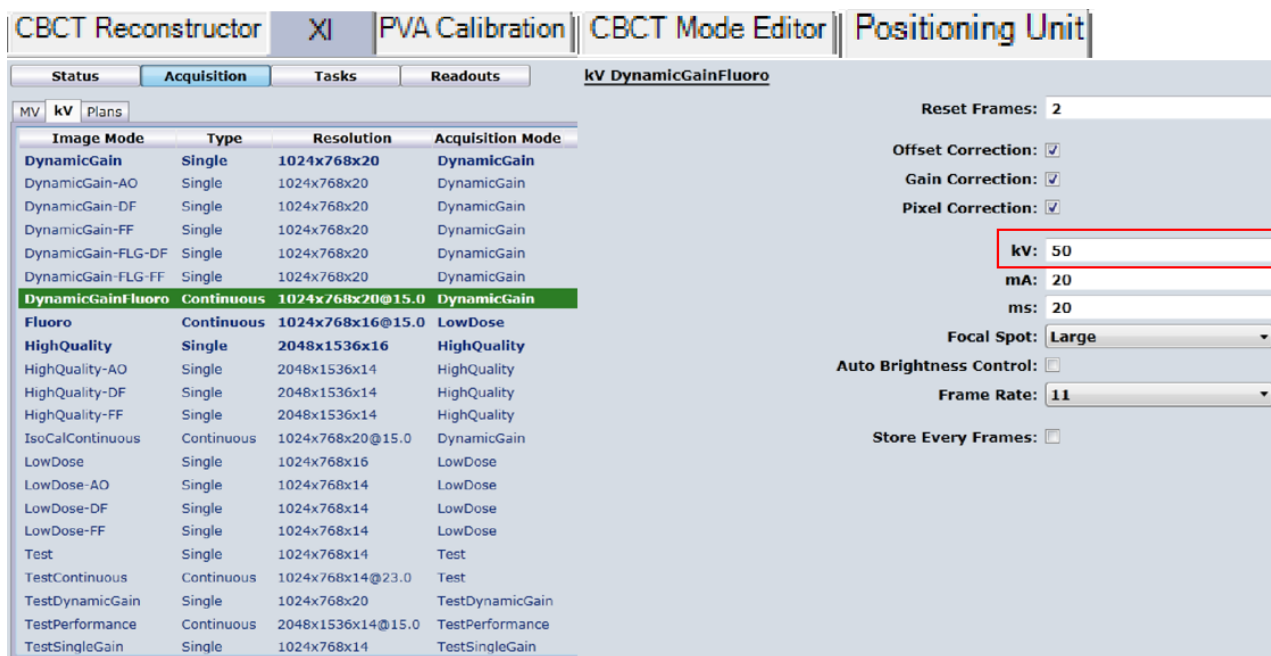 CBCT Reconstructor XI PVA Calibration CBCT Mode Editor Positioning Unit
Status Acquisition Tasks Readouts
MV kV Plans
Image Mode Type Resolution Acquisition Mode
DynamicGain Single 1024x768x20 DynamicGain
DynamicGain-AO Single 1024x768x20 DynamicGain
DynamicGain-DF Single 1024x768x20 DynamicGain
DynamicGain-FF Single 1024x768x20 DynamicGain
DynamicGain-FLG-DF Single 1024x768x20 DynamicGain
DynamicGain-FLG-FF Single 1024x768x20 DynamicGain
DynamicGainFluoro Continuous 1024x768x20@15.0 DynamicGain
Fluoro Continuous 1024x768x16@15.0 LowDose
HighQuality Single 2048x1536x16 HighQuality
HighQuality-AO Single 2048x1536x14 HighQuality
HighQuality-DF Single 2048x1536x14 HighQuality
HighQuality-FF Single 2048x1536x14 HighQuality
IsoCalContinuous Continuous 1024x768x20@15.0 DynamicGain
LowDose Single 1024x768x16 LowDose
LowDose-AO Single 1024x768x14 LowDose
LowDose-DF Single 1024x768x14 LowDose
LowDose-FF Single 1024x768x14 LowDose
Test Single 1024x768x14 Test
TestContinuous Continuous 1024x768x14@23.0 Test
TestDynamicGain Single 1024x768x20 TestDynamicGain
TestPerformance Continuous 2048x1536x14@15.0 TestPerformance
TestSingleGain Single 1024x768x14 TestSingleGain
kV DynamicGainFluoro
Reset Frames: 2
Offset Correction:
Gain Correction:
Pixel Correction:
kV: 50
mA: 20
ms: 20
Focal Spot: Large
Auto Brightness Control:
Frame Rate: 11
Store Every Frames: